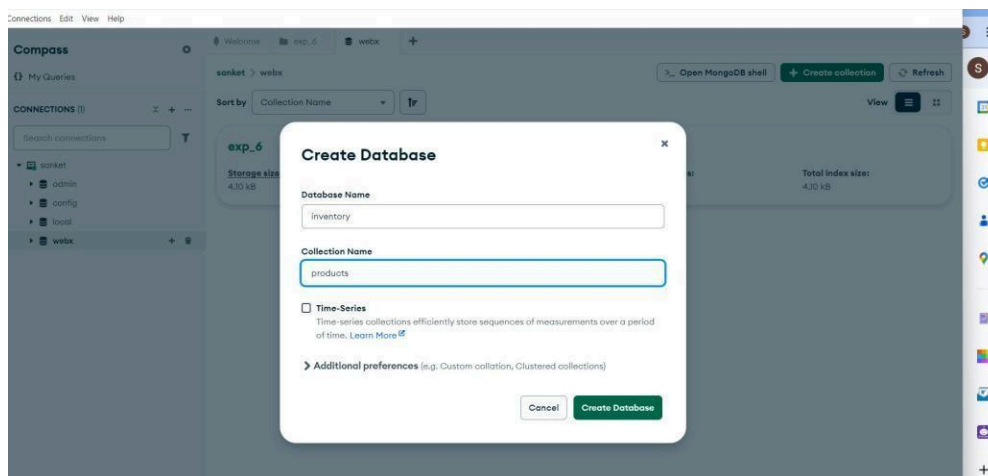 Connections Edit View Help
Compass
My Queries
CONNECTIONS (1)
Search connections
sanket
admin
config
local
webx
Welcome exp_6 webx +
sanket > webx
>_ Open MongoDB shell
+ Create collection
Refresh
Sort by Collection Name
View
exp_6
Storage size
4.10 kB
Total index size:
4.10 kB
Create Database
Database Name
inventory
Collection Name
products
Time-Series
Time-series collections efficiently store sequences of measurements over a period
of time. Learn More
Additional preferences (e.g. Custom collation, Clustered collections)
Cancel
Create Database
S